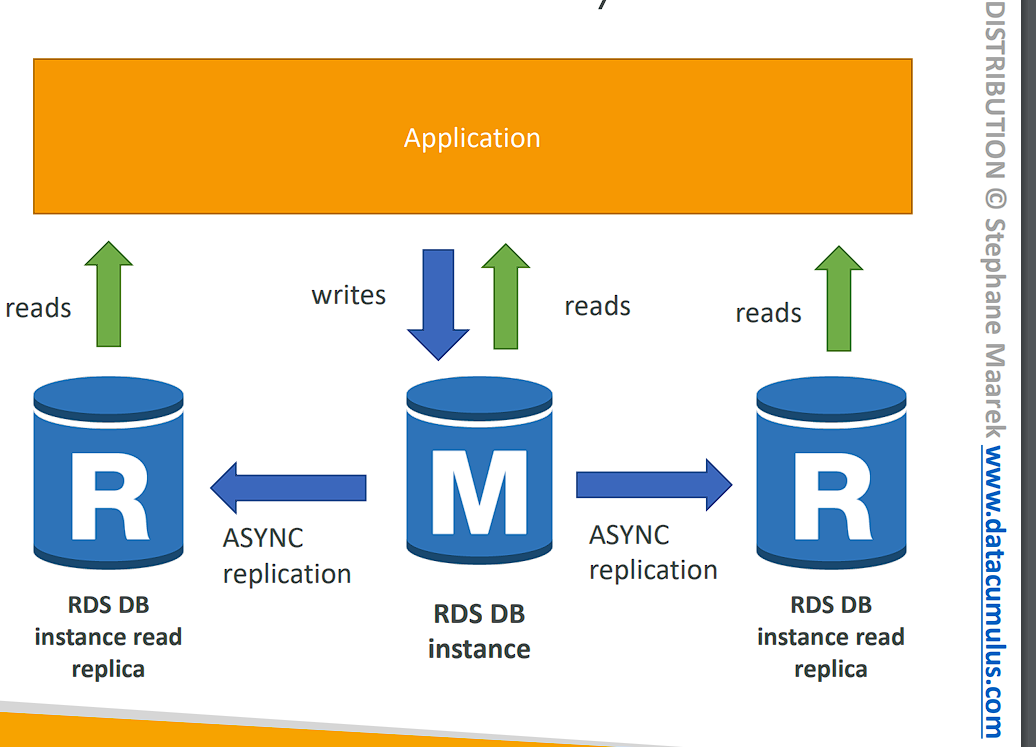 Application
reads
writes
reads
reads
R
M
R
ASYNC
replication
ASYNC
replication
RDS DB
instance read
replica
RDS DB
instance
RDS DB
instance read
replica
DISTRIBUTION © Stephane Maarek www.datacumulus.com